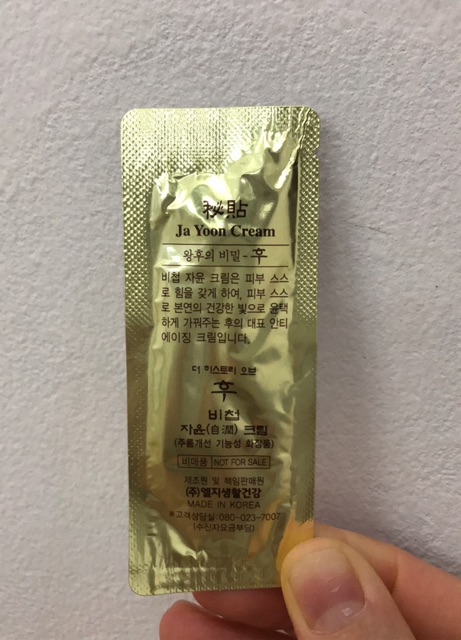 秘貼
Ja Yoon Cream
왕후의 비밀-후
비첩 자윤 크림은 피부 스스
로 힘을 갖게 하여, 피부 스스
로 본연의 건강한 빛으로 윤택
하게 가꿔주는 후의 대표 안티
에이징 크림입니다.
더 히스토리 오브
후
비첩
자윤(自潤) 크림
(주름개선 기능성 화장품)
비매품 NOT FOR SALE
제조원 및 책임판매원
(주)엘지생활건강
MADE IN KOREA
※고객상담실:080-023-7007
(수신자요금부담)